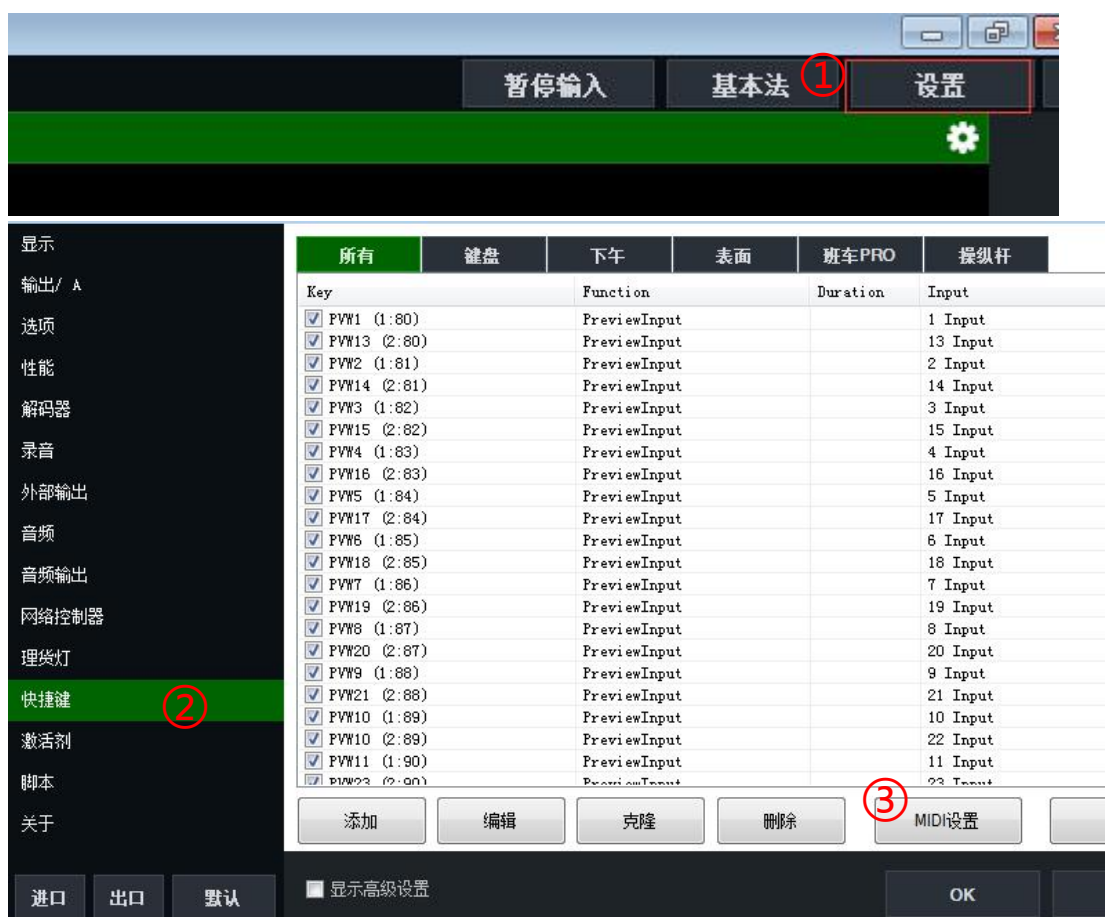 暂停输入 基本法 ① 设置
显示
输出/ A
选项
性能
解码器
录音
外部输出
音频
音频输出
网络控制器
理货灯
快捷键 ②
激活剂
脚本
关于
进口 出口 默认
所有 键盘 下午 表面 班车PRO 操纵杆
Key Function Duration Input
PVW1 (1:80) PreviewInput 1 Input
PVW13 (2:80) PreviewInput 13 Input
PVW2 (1:81) PreviewInput 2 Input
PVW14 (2:81) PreviewInput 14 Input
PVW3 (1:82) PreviewInput 3 Input
PVW15 (2:82) PreviewInput 15 Input
PVW4 (1:83) PreviewInput 4 Input
PVW16 (2:83) PreviewInput 16 Input
PVW5 (1:84) PreviewInput 5 Input
PVW17 (2:84) PreviewInput 17 Input
PVW6 (1:85) PreviewInput 6 Input
PVW18 (2:85) PreviewInput 18 Input
PVW7 (1:86) PreviewInput 7 Input
PVW19 (2:86) PreviewInput 19 Input
PVW8 (1:87) PreviewInput 8 Input
PVW20 (2:87) PreviewInput 20 Input
PVW9 (1:88) PreviewInput 9 Input
PVW21 (2:88) PreviewInput 21 Input
PVW10 (1:89) PreviewInput 10 Input
PVW10 (2:89) PreviewInput 22 Input
PVW11 (1:90) PreviewInput 11 Input
PVW23 (2:90) PreviewInput 23 Input
添加 编辑 克隆 删除 ③ MIDI设置
显示高级设置 OK